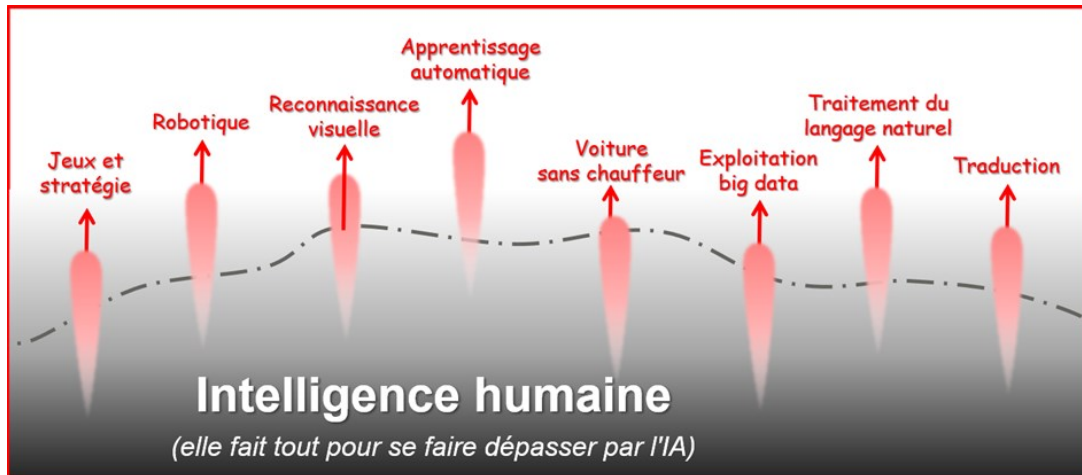 Apprentissage
automatique
Reconnaissance
visuelle
Robotique
Jeux et
stratégie
Voiture
sans chauffeur
Exploitation
big data
Traitement du
langage naturel
Traduction
Intelligence humaine
(elle fait tout pour se faire dépasser par l'IA)